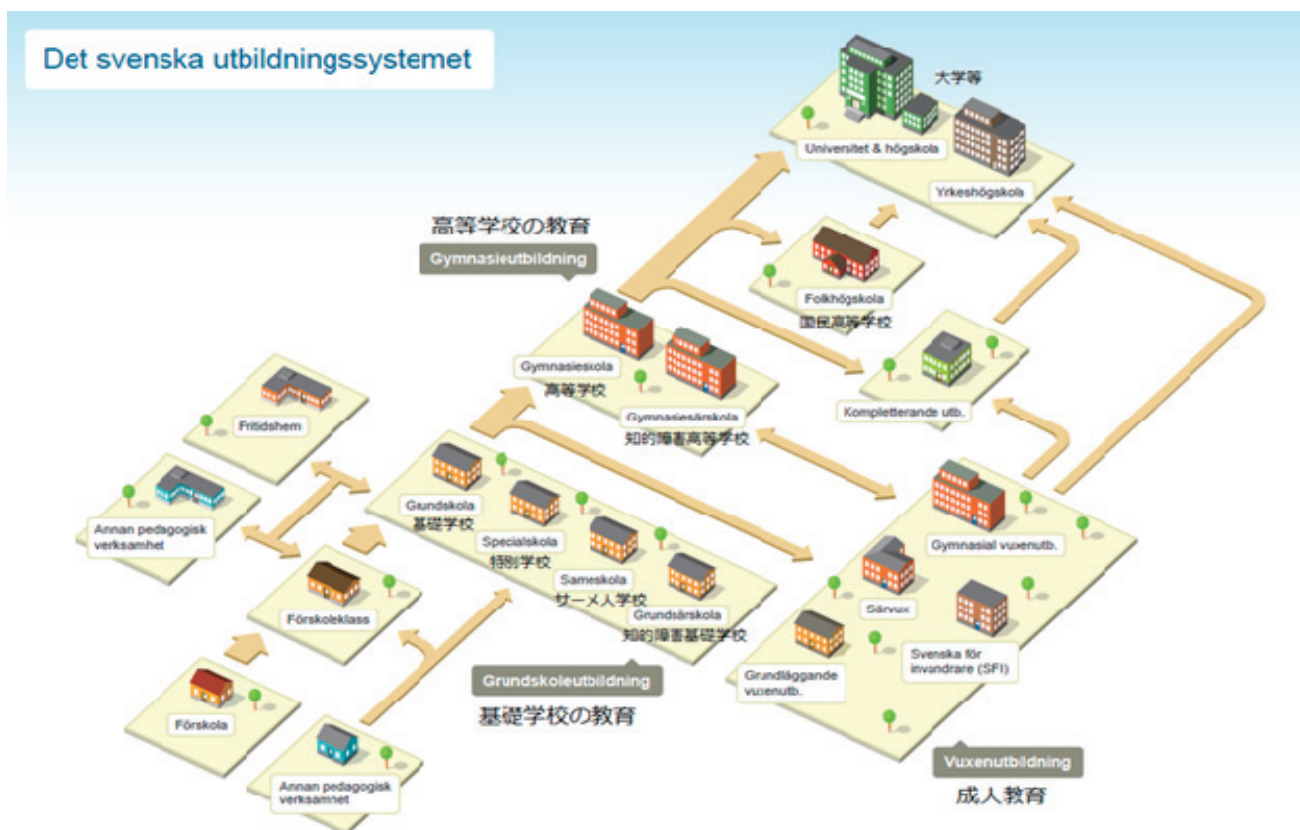 Det svenska utbildningssystemet
大学等
Universitet & högskola
Yrkeshögskola
高等学校の教育
Gymnasieutbildning
Folkhögskola
国民高等学校
Gymnasieskola
高等学校
Gymnasiesärskola
知的障害高等学校
Kompletterande utb.
Fritidshem
Annan pedagogisk
verksamhet
Grundskola
基礎学校
Specialskola
特別学校
Sameskola
サーメ人学校
Grundsärskola
知的障害基礎学校
Förskoleklass
Gymnasial vuxenutb.
Särvux
Svenska för
invandrare (SFI)
Grundläggande
vuxenutb.
Grundskoleutbildning
基礎学校の教育
Förskola
Annan pedagogisk
verksamhet
Vuxenutbildning
成人教育